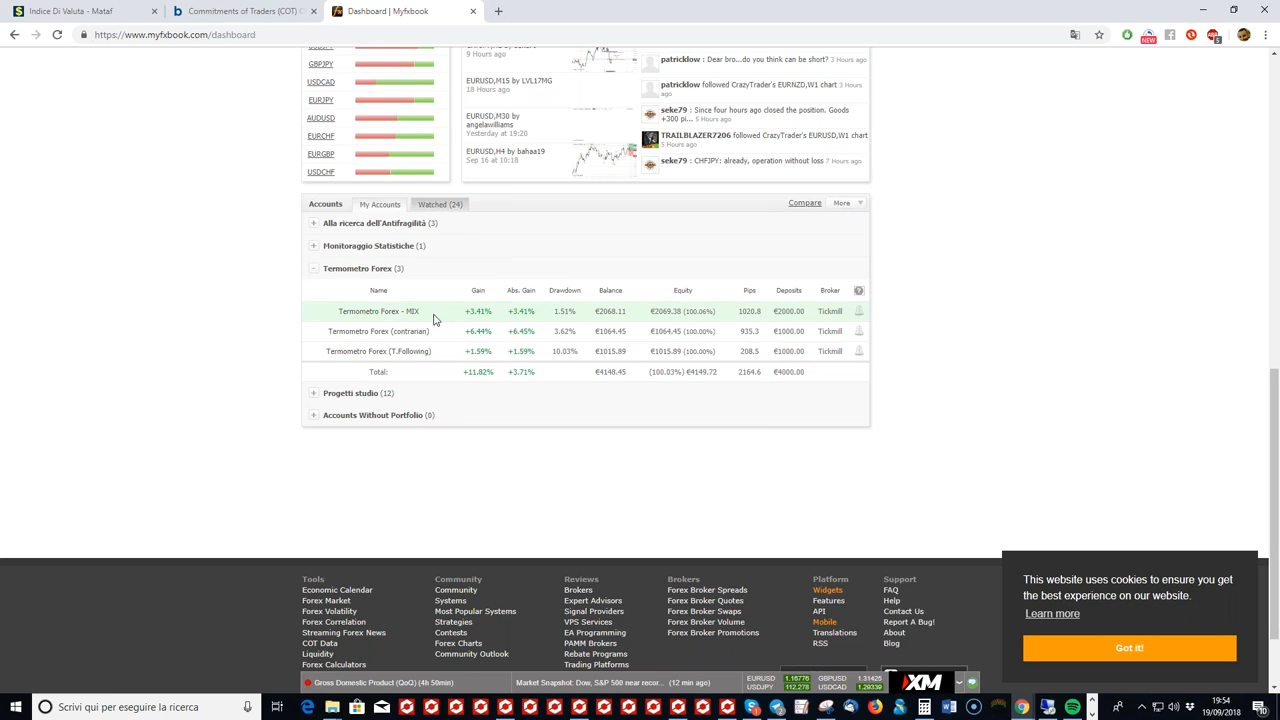 Indice Di Valuta - Mataf
Commitments of Traders (COT) C
Dashboard | Myfxbook
https://www.myfxbook.com/dashboard
NEW
ABP
5
GBPJPY
USDCAD
EURJPY
AUDUSD
EURCHF
EURGBP
USDCHF
9 Hours ago
EURUSD,M15 by LVL17MG
18 Hours ago
EURUSD,M30 by
angelawilliams
Yesterday at 19:20
EURUSD,H4 by bahaa19
Sep 16 at 10:18
patricklow : Dear bro...do you think can be short? 3 Hours
ago
patricklow followed CrazyTrader's EURNZD,W1 chart 3 Hours
ago
seke79 : Since four hours ago closed the position. Goods
+300 pi... 5 Hours ago
TRAILBLAZER7206 followed CrazyTrader's EURUSD,W1 chart
5 Hours ago
seke79 : CHFJPY: already, operation without loss 7 Hours ago
Accounts My Accounts Watched (24) Compare More
Alla ricerca dell'Antifragilità (3)
Monitoraggio Statistiche (1)
Termometro Forex (3)
Name Gain Abs. Gain Drawdown Balance Equity Pips Deposits Broker
Termometro Forex - MIX +3.41% +3.41% 1.51% €2068.11 €2069.38 (100.06%) 1020.8 €2000.00 Tickmill
Termometro Forex (contrarian) +6.44% +6.45% 3.62% €1064.45 €1064.45 (100.00%) 935.3 €1000.00 Tickmill
Termometro Forex (T.Following) +1.59% +1.59% 10.03% €1015.89 €1015.89 (100.00%) 208.5 €1000.00 Tickmill
Total: +11.82% +3.71% €4148.45 (100.03%) €4149.72 2164.6 €4000.00
Progetti studio (12)
Accounts Without Portfolio (0)
Tools
Economic Calendar
Forex Market
Forex Volatility
Forex Correlation
Streaming Forex News
COT Data
Liquidity
Forex Calculators
Community
Community
Systems
Most Popular Systems
Strategies
Contests
Forex Charts
Community Outlook
Reviews
Brokers
Expert Advisors
Signal Providers
VPS Services
EA Programming
PAMM Brokers
Rebate Programs
Trading Platforms
Brokers
Forex Broker Spreads
Forex Broker Quotes
Forex Broker Swaps
Forex Broker Volume
Forex Broker Promotions
Platform
Widgets
Features
API
Mobile
Translations
RSS
Support
FAQ
Help
Contact Us
Report A Bug!
About
Blog
This website uses cookies to ensure you get
the best experience on our website.
Learn more
Got it!
Gross Domestic Product (QoQ) (4h 50min)
Market Snapshot: Dow, S&P 500 near recor... (12 min ago)
EURUSD 1.16776 GBPUSD 1.31425
USDJPY 112.278 USDCAD 1.29339
XM
Scrivi qui per eseguire la ricerca
19:54
19/09/2018